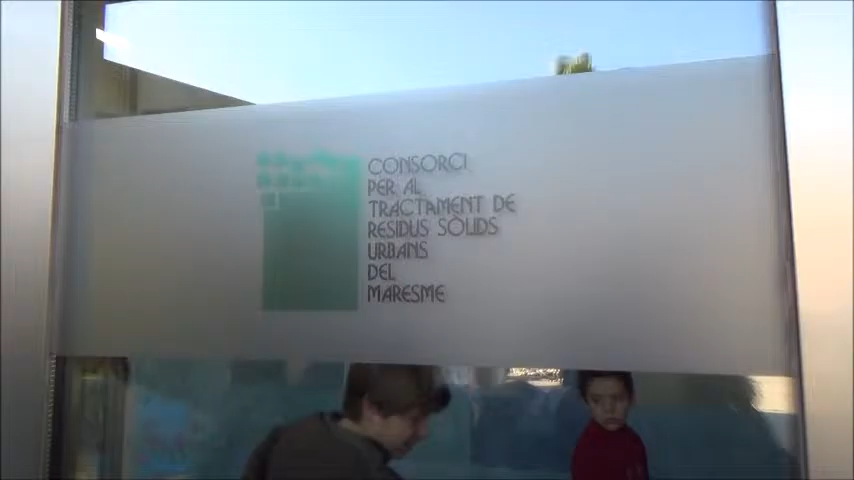 CONSORCI
PER AL
TRACTAMENT DE
RESIDUS SÒLIDS
URBANS
DEL
MARESME